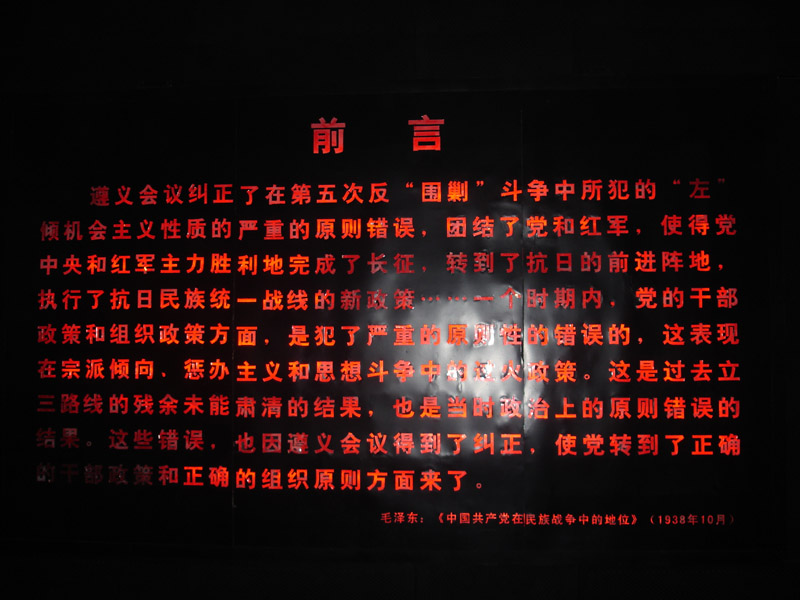 前 言
遵义会议纠正了在第五次反“围剿”斗争中所犯的“左”
倾机会主义性质的严重的原则错误，团结了党和红军，使得党
中央和红军主力胜利地完成了长征，转到了抗日的前进阵地，
执行了抗日民族统一战线的新政策……一个时期内，党的干部
政策和组织政策方面，是犯了严重的原则性的错误的，这表现
在宗派倾向、惩办主义和思想斗争中的过火政策。这是过去立
三路线的残余未能肃清的结果，也是当时政治上的原则错误的
结果。这些错误，也因遵义会议得到了纠正，使党转到了正确
的干部政策和正确的组织原则方面来了。
毛泽东：《中国共产党在民族战争中的地位》（1938年10月）